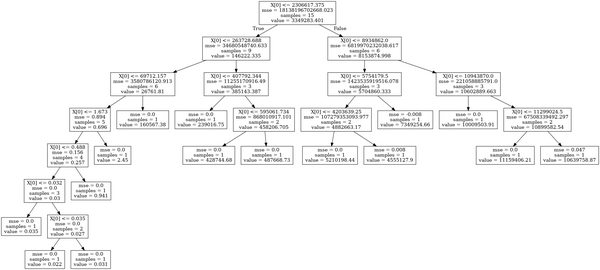 X[0] <= 2306617.375
mse = 18138196702668.023
samples = 15
value = 3349283.401
True
False
X[0] <= 263728.688
mse = 34680548740.633
samples = 9
value = 146222.335
X[0] <= 8934862.0
mse = 6819970232038.617
samples = 6
value = 8153874.998
X[0] <= 69712.157
mse = 3580786120.913
samples = 6
value = 26761.81
X[0] <= 407792.344
mse = 11255170916.49
samples = 3
value = 385143.387
X[0] <= 5754179.5
mse = 1423535919516.078
samples = 3
value = 5704860.333
X[0] <= 10943870.0
mse = 221058885791.0
samples = 3
value = 10602889.663
X[0] <= 1.673
mse = 0.894
samples = 5
value = 0.696
mse = 0.0
samples = 1
value = 160567.38
mse = 0.0
samples = 1
value = 239016.75
X[0] <= 595061.734
mse = 868010917.101
samples = 2
value = 458206.705
X[0] <= 4203639.25
mse = 107279353093.977
samples = 2
value = 4882663.17
mse = -0.008
samples = 1
value = 7349254.66
mse = 0.0
samples = 1
value = 10009503.91
X[0] <= 11299024.5
mse = 67508339492.297
samples = 2
value = 10899582.54
X[0] <= 0.488
mse = 0.156
samples = 4
value = 0.257
mse = 0.0
samples = 1
value = 2.45
mse = 0.0
samples = 1
value = 428744.68
mse = 0.0
samples = 1
value = 487668.73
mse = 0.0
samples = 1
value = 5210198.44
mse = 0.008
samples = 1
value = 4555127.9
mse = 0.0
samples = 1
value = 11159406.21
mse = 0.047
samples = 1
value = 10639758.87
X[0] <= 0.032
mse = 0.0
samples = 3
value = 0.03
mse = 0.0
samples = 1
value = 0.941
mse = 0.0
samples = 1
value = 0.035
X[0] <= 0.035
mse = 0.0
samples = 2
value = 0.027
mse = 0.0
samples = 1
value = 0.022
mse = 0.0
samples = 1
value = 0.031